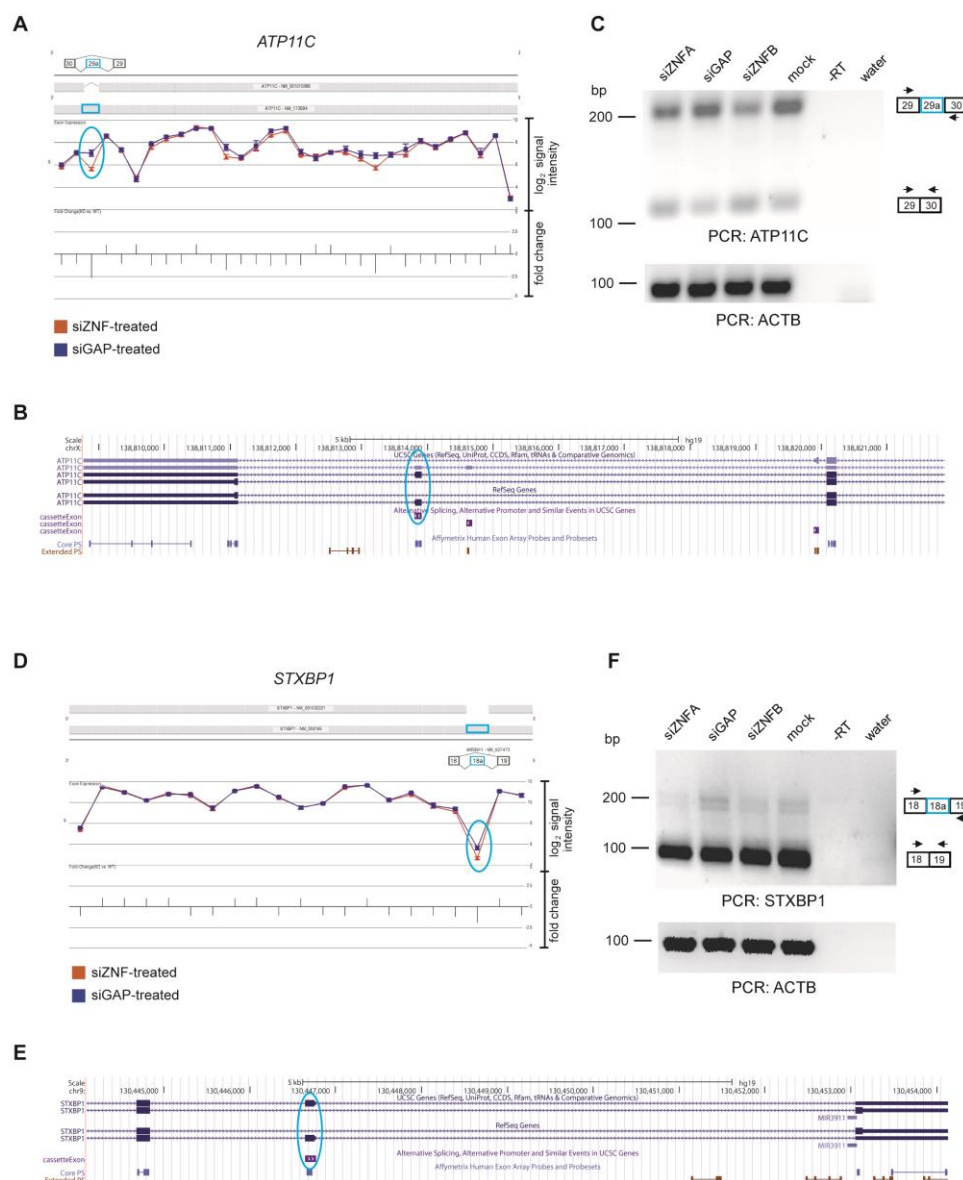 A
ATP11C
30 29a 29
ATP11C - NM_173694
Exon Expression
log2 signal intensity
fold change
siZNF-treated
siGAP-treated
C
siZNFA siGAP siZNFB mock -RT water
bp
200
100
29 29a 30
29 30
PCR: ATP11C
100
PCR: ACTB
B
Scale 5 kb hg19
chrX: 138,810,000 138,811,000 138,812,000 138,813,000 138,814,000 138,815,000 138,816,000 138,817,000 138,818,000 138,819,000 138,820,000 138,821,000
UCSC Genes (RefSeq, UniProt, CCDS, Rfam, tRNAs & Comparative Genomics)
ATP11C
ATP11C
ATP11C
ATP11C
RefSeq Genes
ATP11C
ATP11C
Alternative Splicing, Alternative Promoter and Similar Events in UCSC Genes
cassetteExon
cassetteExon
cassetteExon
Affymetrix Human Exon Array Probes and Probesets
Core PS
Extended PS
D
STXBP1
18 18a 19
Exon Expression
log2 signal intensity
fold change
siZNF-treated
siGAP-treated
F
siZNFA siGAP siZNFB mock -RT water
bp
200
100
18 18a 19
18 19
PCR: STXBP1
100
PCR: ACTB
E
Scale 5 kb hg19
chr9: 130,445,000 130,446,000 130,447,000 130,448,000 130,449,000 130,450,000 130,451,000 130,452,000 130,453,000 130,454,000
UCSC Genes (RefSeq, UniProt, CCDS, Rfam, tRNAs & Comparative Genomics)
STXBP1
STXBP1
MIR3911
RefSeq Genes
STXBP1
STXBP1
MIR3911
Alternative Splicing, Alternative Promoter and Similar Events in UCSC Genes
cassetteExon
Affymetrix Human Exon Array Probes and Probesets
Core PS
Extended PS